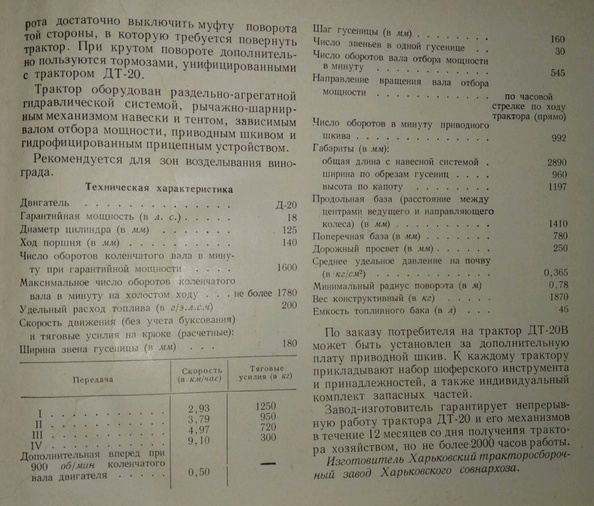 рота достаточно выключить муфту поворота
той стороны, в которую требуется повернуть
трактор. При крутом повороте дополнитель-
но пользуются тормозами, унифицированными
с трактором ДТ-20.
Трактор оборудован раздельно-агрегатной
гидравлической системой, рычажно-шарнир-
ным механизмом навески и тентом, зависимым
валом отбора мощности, приводным шкивом и
гидрофицированным прицепным устройством.
Рекомендуется для зон возделывания вино-
града.
Техническая характеристика
Двигатель . . . . . Д-20
Гарантийная мощность (в л. с.) . . . . . 18
Диаметр цилиндра (в мм) . . . . . 125
Ход поршня (в мм) . . . . . 140
Число оборотов коленчатого вала в мину-
ту при гарантийной мощности . . . . . 1600
Максимальное число оборотов коленчатого
вала в минуту на холостом ходу . . . не более 1780
Удельный расход топлива (в г/э.л.с.ч) 200
Скорость движения (без учета буксования
и тяговые усилия на крюке (расчетные):
Ширина звена гусеницы (в мм) . . . 180
Передача Скорость (в км/час) Тяговые усилия (в кг)
I . . . . . 2,93 1250
II . . . . . 3,79 950
III . . . . . 4,97 720
IV . . . . . 9,10 300
Дополнительная вперед при
900 об/мин коленчатого
вала двигателя . . . . . 0,50 —
Шаг гусеницы (в мм) . . . . . 160
Число звеньев в одной гусенице . . 30
Число оборотов вала отбора мощности
в минуту . . . . . 545
Направление вращения вала отбора
мощности . . . . . по часовой
стрелке по ходу
трактора (прямо)
Число оборотов в минуту приводного
шкива . . . . . 992
Габариты (в мм):
общая длина с навесной системой . 2890
ширина по обрезам гусениц . . . 960
высота по капоту . . . . . 1197
Продольная база (расстояние между
центрами ведущего и направляющего
колеса) (в мм) . . . . . 1410
Поперечная база (в мм) . . . . . 780
Дорожный просвет (в мм) . . . . . 250
Среднее удельное давление на почву
(в кг/см²) . . . . . 0,365
Минимальный радиус поворота (в м) 0,78
Вес конструктивный (в кг) . . . . 1870
Емкость топливного бака (в л) . . . 46
По заказу потребителя на трактор ДТ-20В
может быть установлен за дополнительную
плату приводной шкив. К каждому трактору
прикладывают набор шоферского инструмента
и принадлежностей, а также индивидуальный
комплект запасных частей.
Завод-изготовитель гарантирует непрерыв-
ную работу трактора ДТ-20 и его механизмов
в течение 12 месяцев со дня получения тракто-
ра хозяйством, но не более 2000 часов работы.
Изготовитель Харьковский тракторосбороч-
ный завод Харьковского совнархоза.